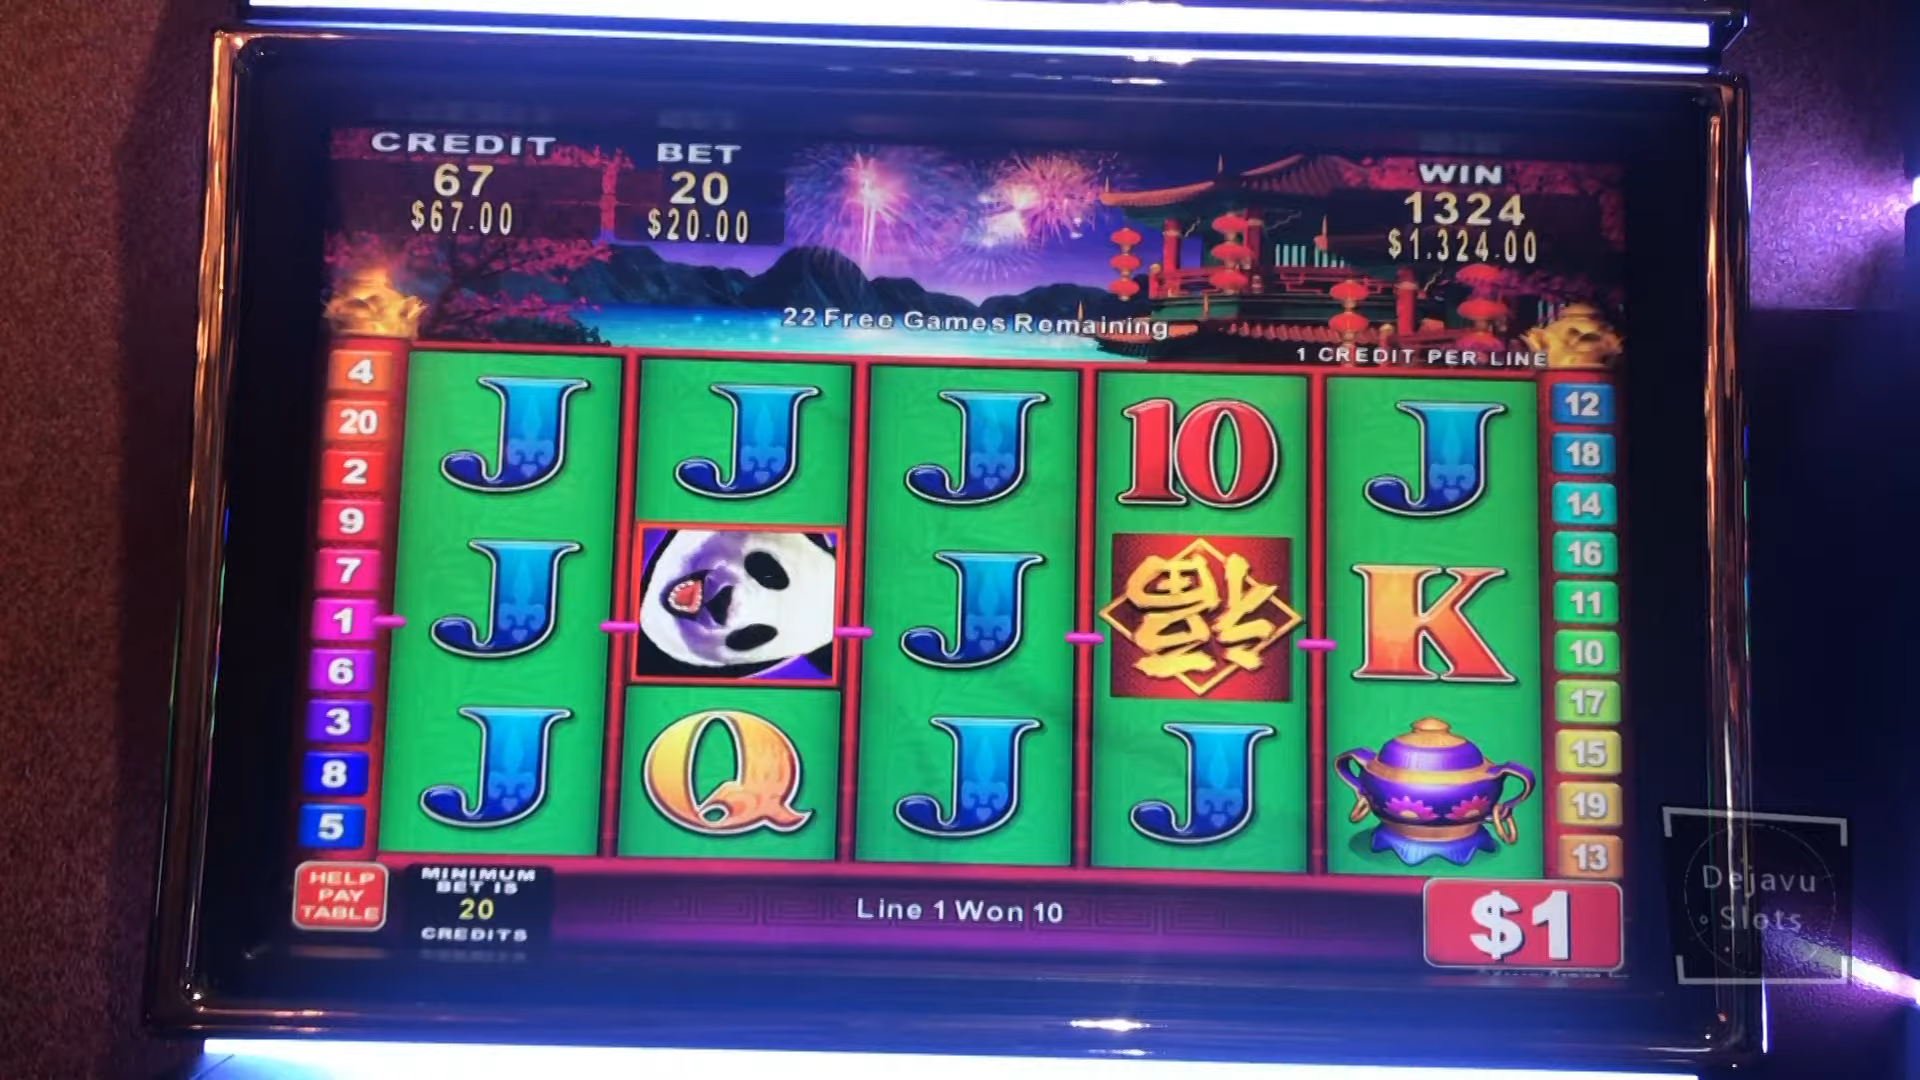 CREDIT
67
$67.00
BET
20
$20.00
WIN
1324
$1,324.00
22 Free Games Remaining
1 CREDIT PER LINE
4
20
2
9
7
1
6
3
8
5
J J J 10 J
J J 福 K
J Q J J
12
18
14
16
11
10
17
15
19
13
HELP
PAY
TABLE
MINIMUM
BET IS
20
CREDITS
Line 1 Won 10
$1
Dejavu
Slots